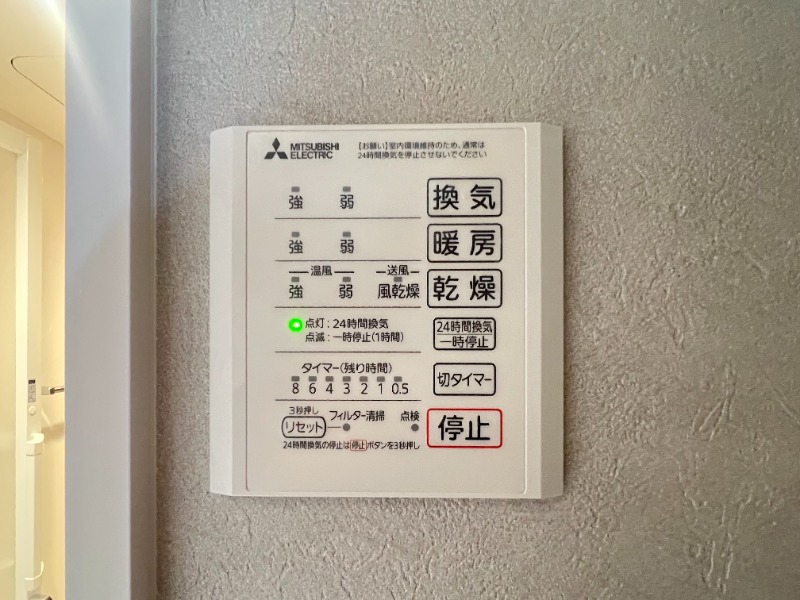 MITSUBISHI
ELECTRIC
【お願い】室内環境維持のため、通常は
24時間換気を停止させないでください
強 弱 換気
強 弱 暖房
温風 送風
強 弱 風乾燥 乾燥
点灯：24時間換気
点滅：一時停止(1時間)
24時間換気
一時停止
タイマー(残り時間)
8 6 4 3 2 1 0.5
切タイマー
3秒押し
リセット フィルター清掃 点検
停止
24時間換気の停止は停止ボタンを3秒押し